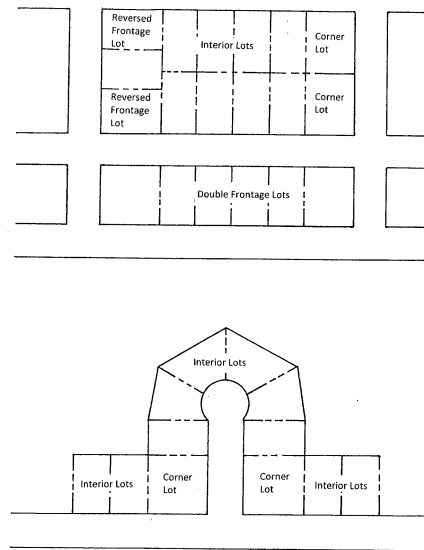 Reversed
Frontage
Lot
Interior Lots
Corner
Lot
Reversed
Frontage
Lot
Corner
Lot
Double Frontage Lots
Interior Lots
Interior Lots
Corner
Lot
Corner
Lot
Interior Lots